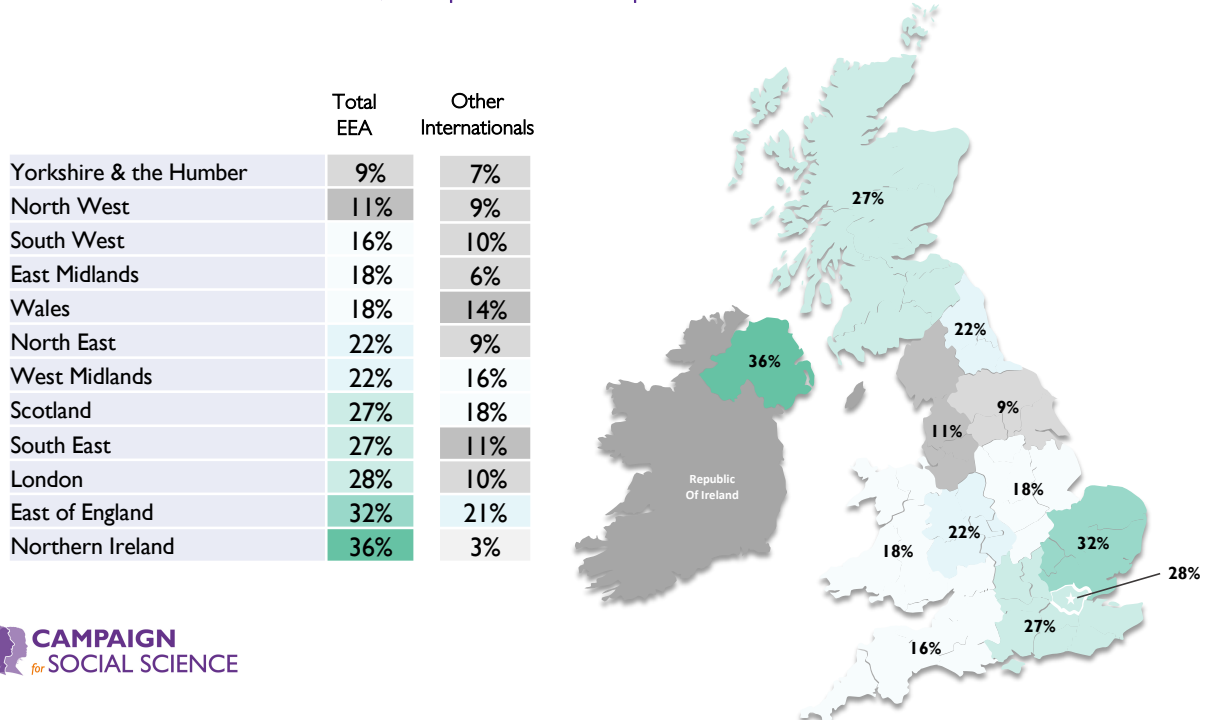 Total
EEA
Other
Internationals
Yorkshire & the Humber 9% 7%
North West 11% 9%
South West 16% 10%
East Midlands 18% 6%
Wales 18% 14%
North East 22% 9%
West Midlands 22% 16%
Scotland 27% 18%
South East 27% 11%
London 28% 10%
East of England 32% 21%
Northern Ireland 36% 3%
27%
22%
36%
9%
11%
Republic
Of Ireland
18%
22%
18%
32%
28%
27%
16%
CAMPAIGN
for SOCIAL SCIENCE